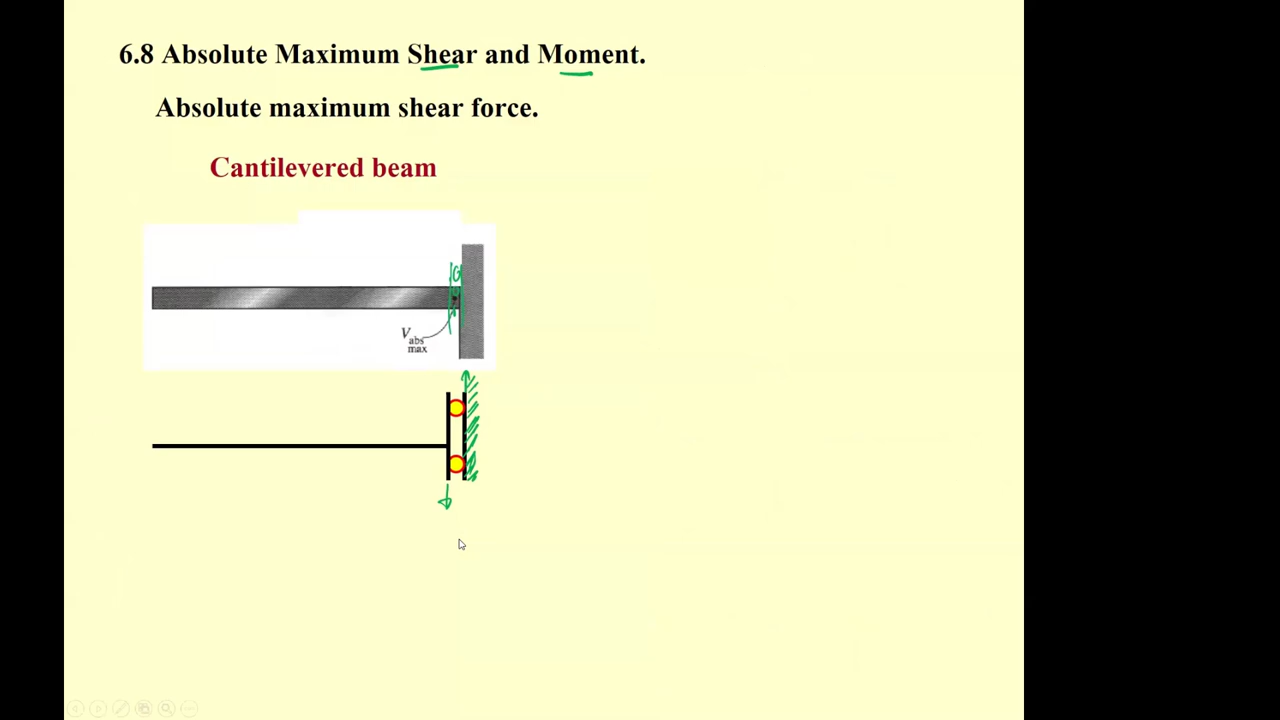 6.8 Absolute Maximum Shear and Moment.
Absolute maximum shear force.
Cantilevered beam
V abs max